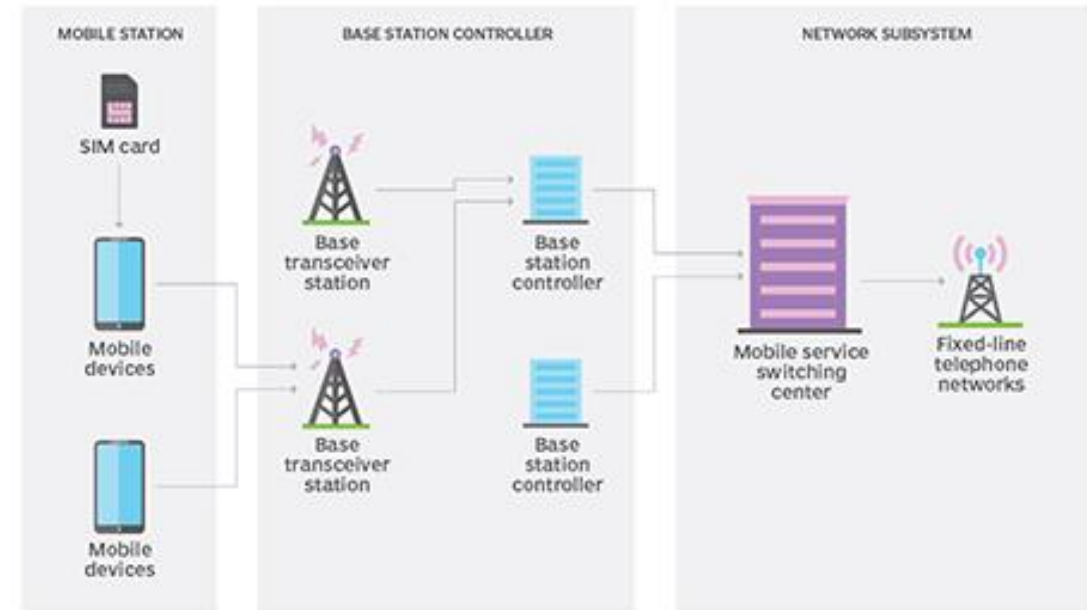 MOBILE STATION
BASE STATION CONTROLLER
NETWORK SUBSYSTEM
SIM card
Mobile
devices
Mobile
devices
Base
transceiver
station
Base
transceiver
station
Base
station
controller
Base
station
controller
Mobile service
switching
center
Fixed-line
telephone
networks